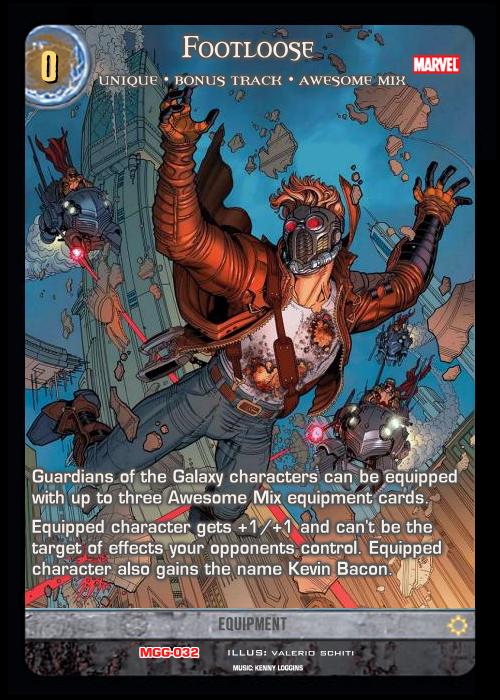 0
Footloose
MARVEL
UNIQUE • BONUS TRACK • AWESOME MIX
Guardians of the Galaxy characters can be equipped
with up to three Awesome Mix equipment cards.
Equipped character gets +1/+1 and can't be the
target of effects your opponents control. Equipped
character also gains the name Kevin Bacon.
EQUIPMENT
MGG-032 ILLUS: VALERIO SCHITI
MUSIC: KENNY LOGGINS